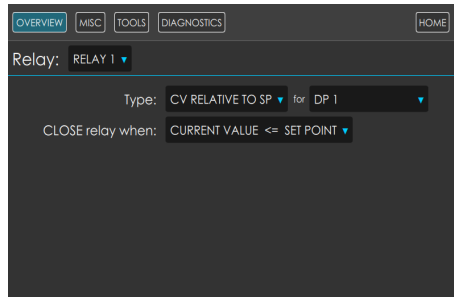 OVERVIEW MISC TOOLS DIAGNOSTICS HOME
Relay: RELAY 1
Type: CV RELATIVE TO SP for DP 1
CLOSE relay when: CURRENT VALUE <= SET POINT